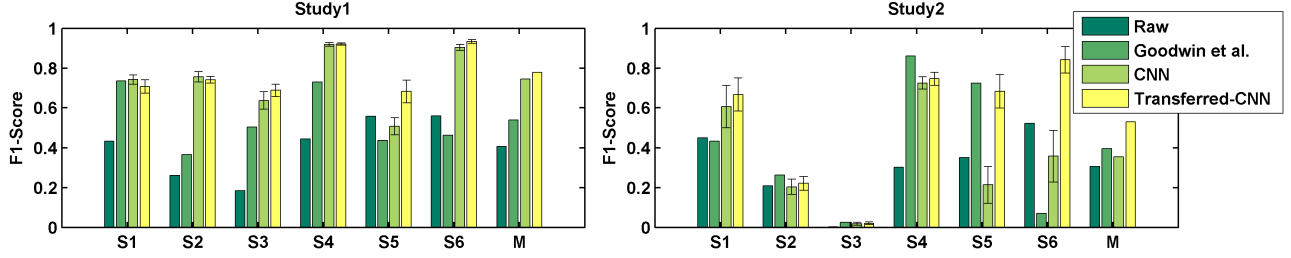 Study1
F1-Score
1
0.8
0.6
0.4
0.2
0
S1 S2 S3 S4 S5 S6 M
Study2
F1-Score
1
0.8
0.6
0.4
0.2
0
S1 S2 S3 S4 S5 S6 M
Raw
Goodwin et al.
CNN
Transferred-CNN